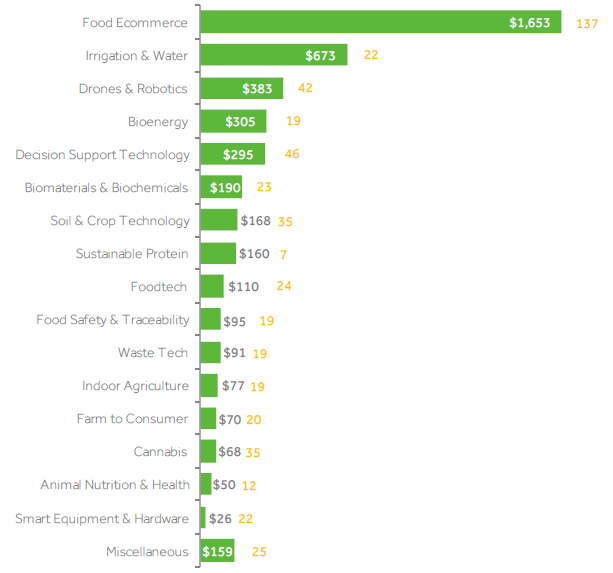 Food Ecommerce $1,653 137
Irrigation & Water $673 22
Drones & Robotics $383 42
Bioenergy $305 19
Decision Support Technology $295 46
Biomaterials & Biochemicals $190 23
Soil & Crop Technology $168 35
Sustainable Protein $160 7
Foodtech $110 24
Food Safety & Traceability $95 19
Waste Tech $91 19
Indoor Agriculture $77 19
Farm to Consumer $70 20
Cannabis $68 35
Animal Nutrition & Health $50 12
Smart Equipment & Hardware $26 22
Miscellaneous $159 25